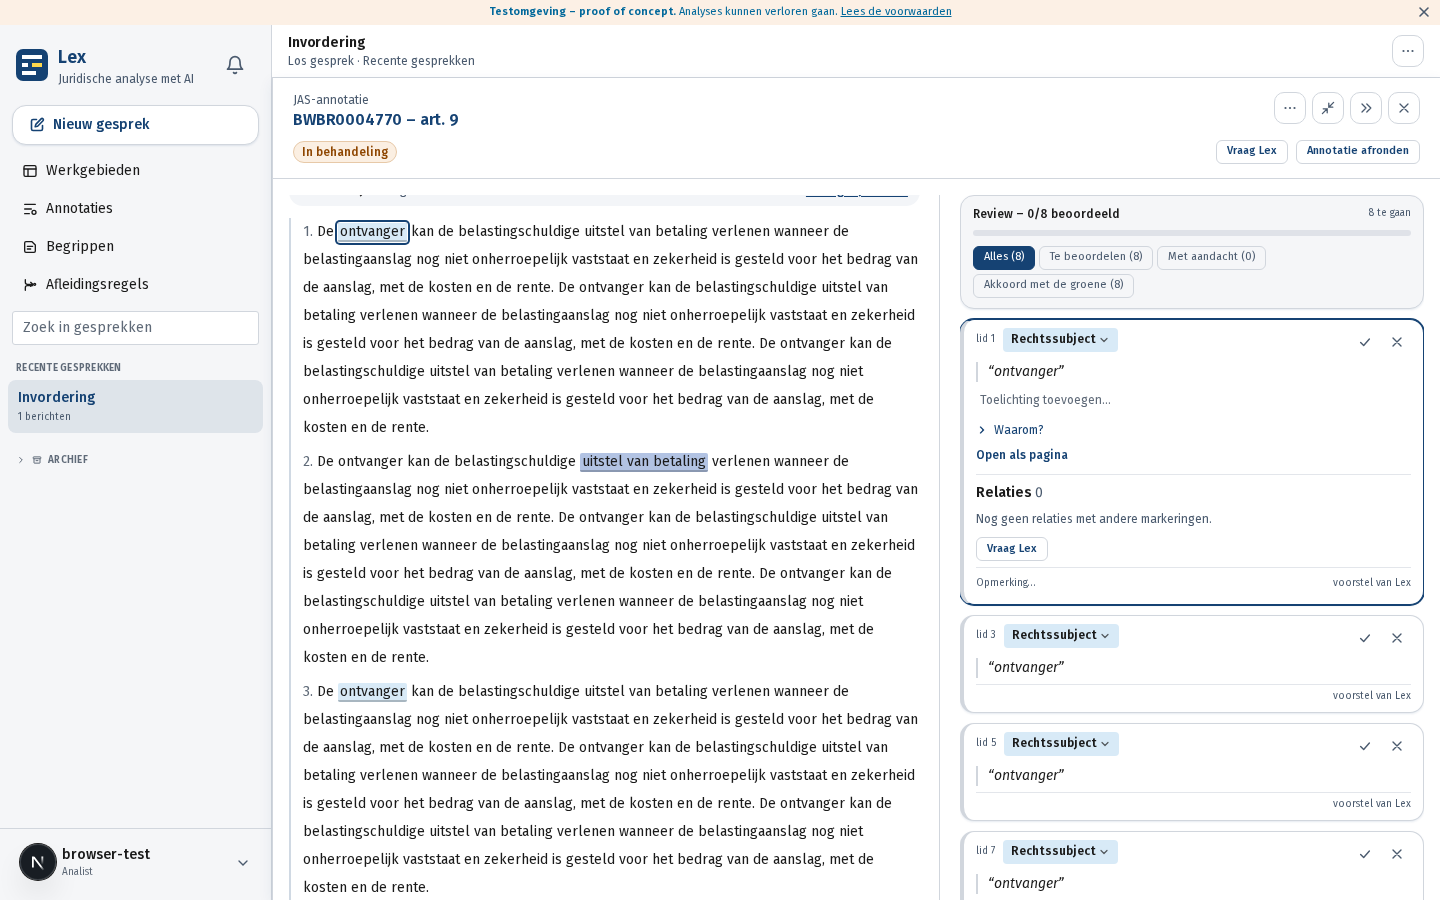 Testomgeving – proof of concept. Analyses kunnen verloren gaan. Lees de voorwaarden
Lex
Juridische analyse met AI
Nieuw gesprek
Werkgebieden
Annotaties
Begrippen
Afleidingsregels
Zoek in gesprekken
RECENTE GESPREKKEN
Invordering
1 berichten
ARCHIEF
browser-test
Analist
Invordering
Los gesprek · Recente gesprekken
JAS-annotatie
BWBR0004770 – art. 9
In behandeling
Vraag Lex
Annotatie afronden
1. De ontvanger kan de belastingschuldige uitstel van betaling verlenen wanneer de
belastingaanslag nog niet onherroepelijk vaststaat en zekerheid is gesteld voor het bedrag van
de aanslag, met de kosten en de rente. De ontvanger kan de belastingschuldige uitstel van
betaling verlenen wanneer de belastingaanslag nog niet onherroepelijk vaststaat en zekerheid
is gesteld voor het bedrag van de aanslag, met de kosten en de rente. De ontvanger kan de
belastingschuldige uitstel van betaling verlenen wanneer de belastingaanslag nog niet
onherroepelijk vaststaat en zekerheid is gesteld voor het bedrag van de aanslag, met de
kosten en de rente.
2. De ontvanger kan de belastingschuldige uitstel van betaling verlenen wanneer de
belastingaanslag nog niet onherroepelijk vaststaat en zekerheid is gesteld voor het bedrag van
de aanslag, met de kosten en de rente. De ontvanger kan de belastingschuldige uitstel van
betaling verlenen wanneer de belastingaanslag nog niet onherroepelijk vaststaat en zekerheid
is gesteld voor het bedrag van de aanslag, met de kosten en de rente. De ontvanger kan de
belastingschuldige uitstel van betaling verlenen wanneer de belastingaanslag nog niet
onherroepelijk vaststaat en zekerheid is gesteld voor het bedrag van de aanslag, met de
kosten en de rente.
3. De ontvanger kan de belastingschuldige uitstel van betaling verlenen wanneer de
belastingaanslag nog niet onherroepelijk vaststaat en zekerheid is gesteld voor het bedrag van
de aanslag, met de kosten en de rente. De ontvanger kan de belastingschuldige uitstel van
betaling verlenen wanneer de belastingaanslag nog niet onherroepelijk vaststaat en zekerheid
is gesteld voor het bedrag van de aanslag, met de kosten en de rente. De ontvanger kan de
belastingschuldige uitstel van betaling verlenen wanneer de belastingaanslag nog niet
onherroepelijk vaststaat en zekerheid is gesteld voor het bedrag van de aanslag, met de
kosten en de rente.
Review – 0/8 beoordeeld
8 te gaan
Alles (8)
Te beoordelen (8)
Met aandacht (0)
Akkoord met de groene (8)
lid 1 Rechtssubject
“ontvanger”
Toelichting toevoegen...
Waarom?
Open als pagina
Relaties 0
Nog geen relaties met andere markeringen.
Vraag Lex
Opmerking...
voorstel van Lex
lid 3 Rechtssubject
“ontvanger”
voorstel van Lex
lid 5 Rechtssubject
“ontvanger”
voorstel van Lex
lid 7 Rechtssubject
“ontvanger”